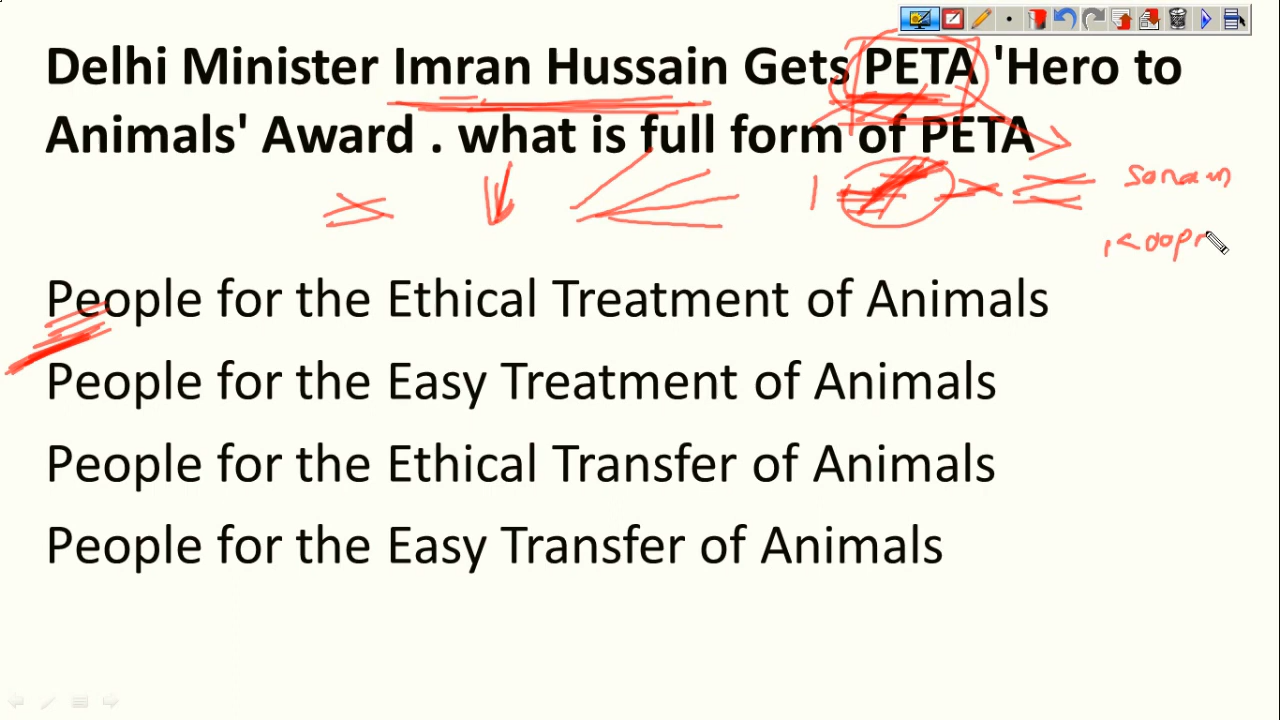 Delhi Minister Imran Hussain Gets PETA 'Hero to
Animals' Award . what is full form of PETA
People for the Ethical Treatment of Animals
People for the Easy Treatment of Animals
People for the Ethical Transfer of Animals
People for the Easy Transfer of Animals